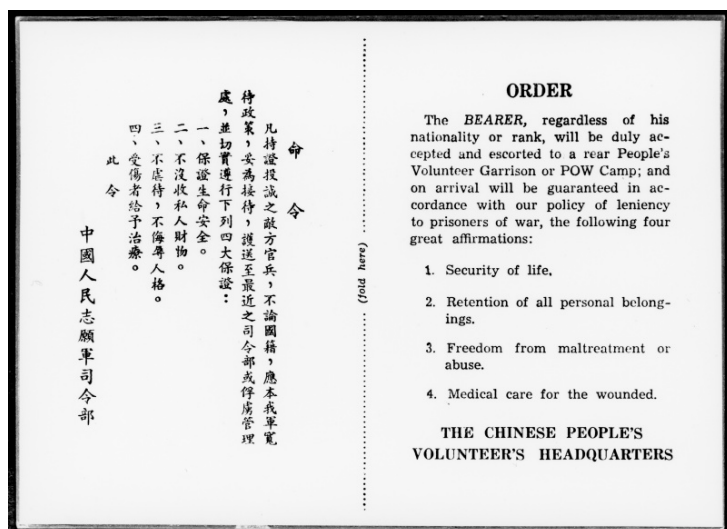 命令
凡持證投誠之敵方官兵，不論國籍，應本我軍寬
待政策，妥為接待，護送至最近之司令部或俘虜管理
處，並切實遵行下列四大保證：
一、保證生命安全。
二、不沒收私人財物。
三、不虐待，不侮辱人格。
四、受傷者給予治療。
此令
中國人民志願軍司令部
(fold here)
ORDER
The BEARER, regardless of his
nationality or rank, will be duly ac-
cepted and escorted to a rear People's
Volunteer Garrison or POW Camp; and
on arrival will be guaranteed in ac-
cordance with our policy of leniency
to prisoners of war, the following four
great affirmations:
1. Security of life.
2. Retention of all personal belong-
ings.
3. Freedom from maltreatment or
abuse.
4. Medical care for the wounded.
THE CHINESE PEOPLE'S
VOLUNTEER'S HEADQUARTERS